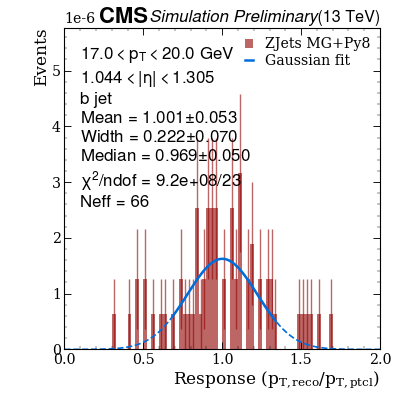 1e-6 CMS Simulation Preliminary (13 TeV)
Events
17.0 < pT < 20.0 GeV
1.044 < |η| < 1.305
b jet
Mean = 1.001±0.053
Width = 0.222±0.070
Median = 0.969±0.050
χ²/ndof = 9.2e+08/23
Neff = 66
ZJets MG+Py8
Gaussian fit
5
4
3
2
1
0
0.0 0.5 1.0 1.5 2.0
Response (pT,reco/pT,ptcl)